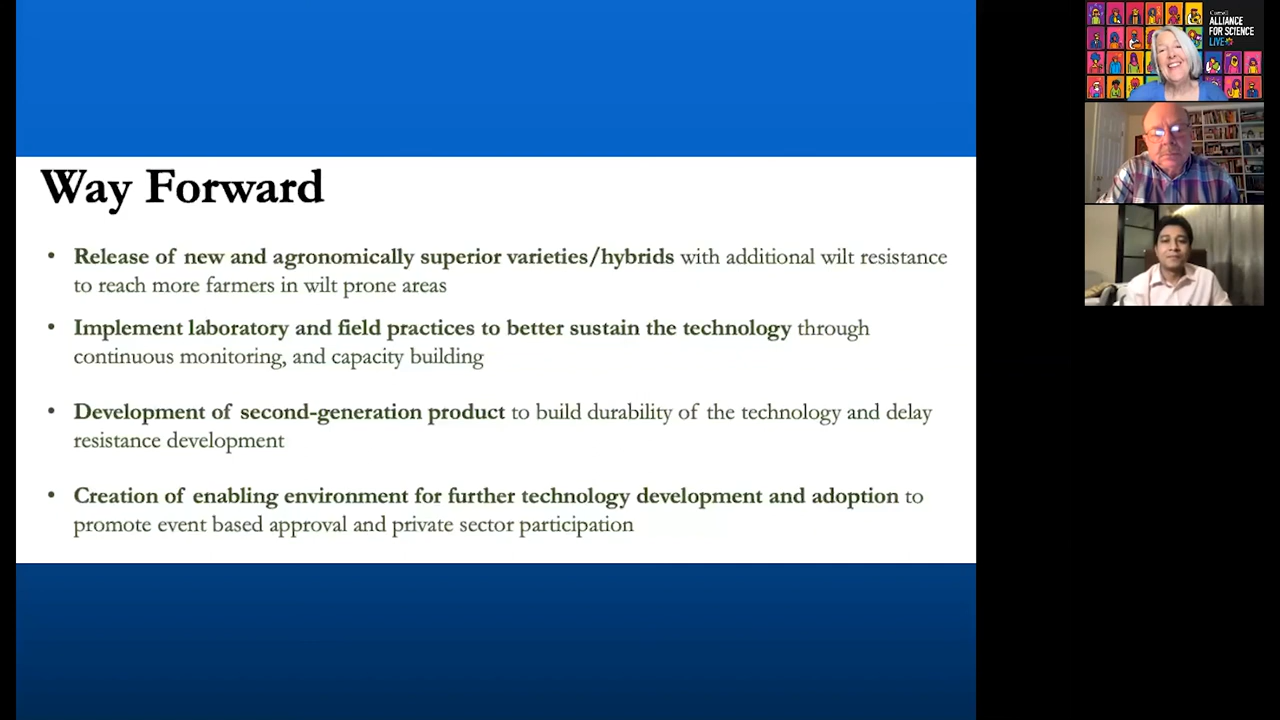 Way Forward
• Release of new and agronomically superior varieties/hybrids with additional wilt resistance
to reach more farmers in wilt prone areas
• Implement laboratory and field practices to better sustain the technology through
continuous monitoring, and capacity building
• Development of second-generation product to build durability of the technology and delay
resistance development
• Creation of enabling environment for further technology development and adoption to
promote event based approval and private sector participation
Cornell
ALLIANCE
FOR SCIENCE
LIVE